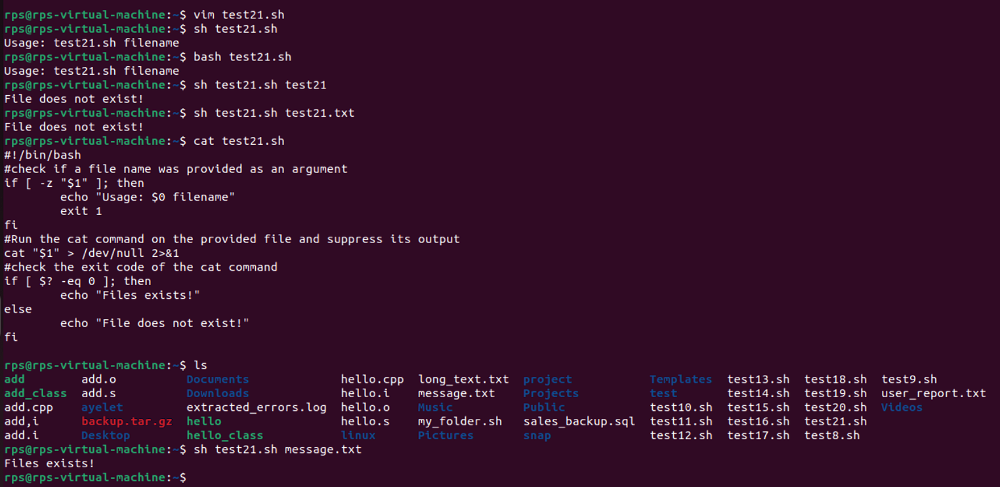 rps@rps-virtual-machine:~$ vim test21.sh
rps@rps-virtual-machine:~$ sh test21.sh
Usage: test21.sh filename
rps@rps-virtual-machine:~$ bash test21.sh
Usage: test21.sh filename
rps@rps-virtual-machine:~$ sh test21.sh test21
File does not exist!
rps@rps-virtual-machine:~$ sh test21.sh test21.txt
File does not exist!
rps@rps-virtual-machine:~$ cat test21.sh
#!/bin/bash
#check if a file name was provided as an argument
if [ -z "$1" ]; then
        echo "Usage: $0 filename"
        exit 1
fi
#Run the cat command on the provided file and suppress its output
cat "$1" > /dev/null 2>&1
#check the exit code of the cat command
if [ $? -eq 0 ]; then
        echo "Files exists!"
else
        echo "File does not exist!"
fi

rps@rps-virtual-machine:~$ ls
add        add.o          Documents             hello.cpp  long_text.txt  project           Templates  test13.sh  test18.sh  test9.sh
add_class  add.s          Downloads             hello.i    message.txt    Projects          test       test14.sh  test19.sh  user_report.txt
add.cpp    ayelet         extracted_errors.log  hello.o    Music          Public            test10.sh  test15.sh  test20.sh  Videos
add,i      backup.tar.gz  hello                 hello.s    my_folder.sh   sales_backup.sql  test11.sh  test16.sh  test21.sh
add.i      Desktop        hello_class           linux      Pictures       snap              test12.sh  test17.sh  test8.sh
rps@rps-virtual-machine:~$ sh test21.sh message.txt
Files exists!
rps@rps-virtual-machine:~$